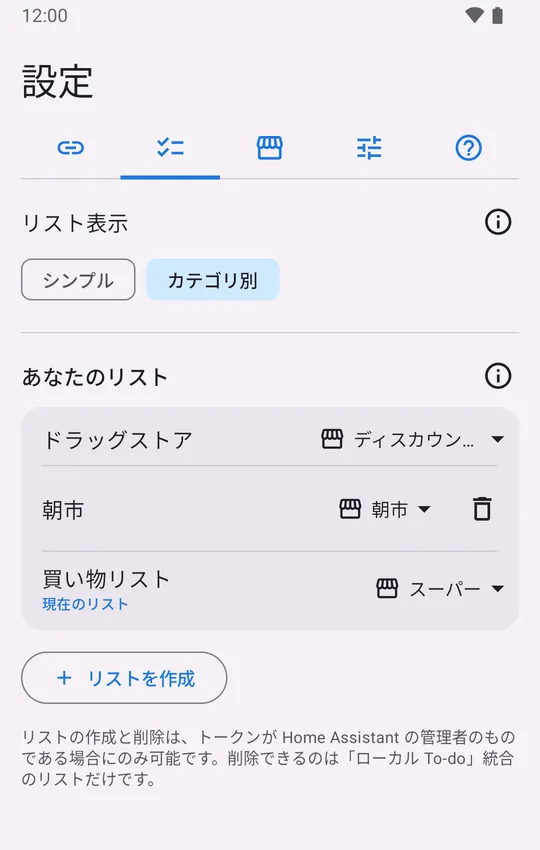 12:00
設定
リスト表示
シンプル
カテゴリ別
あなたのリスト
ドラッグストア
ディスカウン...
朝市
朝市
買い物リスト
現在のリスト
スーパー
+ リストを作成
リストの作成と削除は、トークンが Home Assistant の管理者のもの
である場合にのみ可能です。削除できるのは「ローカル To-do」統合
のリストだけです。